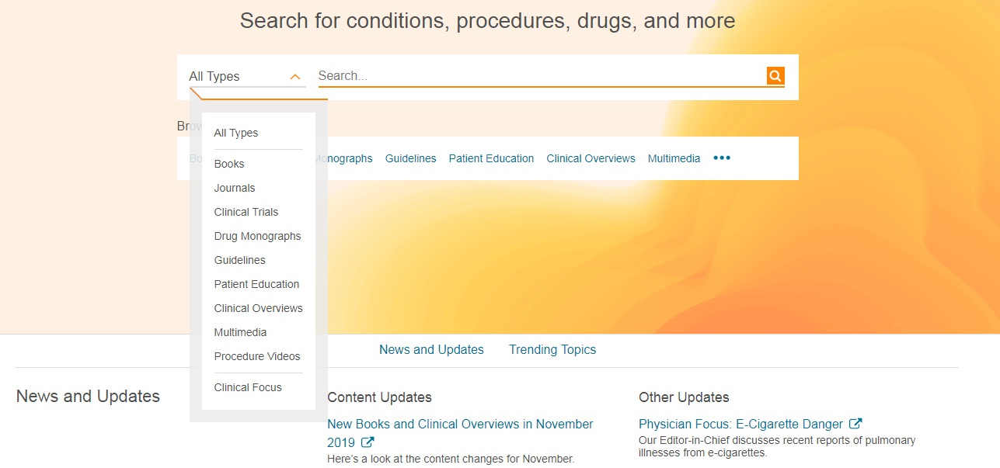 Search for conditions, procedures, drugs, and more
All Types
Search...
All Types
Books
Journals
Clinical Trials
Drug Monographs
Guidelines
Patient Education
Clinical Overviews
Multimedia
Procedure Videos
Clinical Focus
Monographs Guidelines Patient Education Clinical Overviews Multimedia •••
News and Updates Trending Topics
News and Updates
Content Updates
New Books and Clinical Overviews in November
2019
Here's a look at the content changes for November.
Other Updates
Physician Focus: E-Cigarette Danger
Our Editor-in-Chief discusses recent reports of pulmonary
illnesses from e-cigarettes.